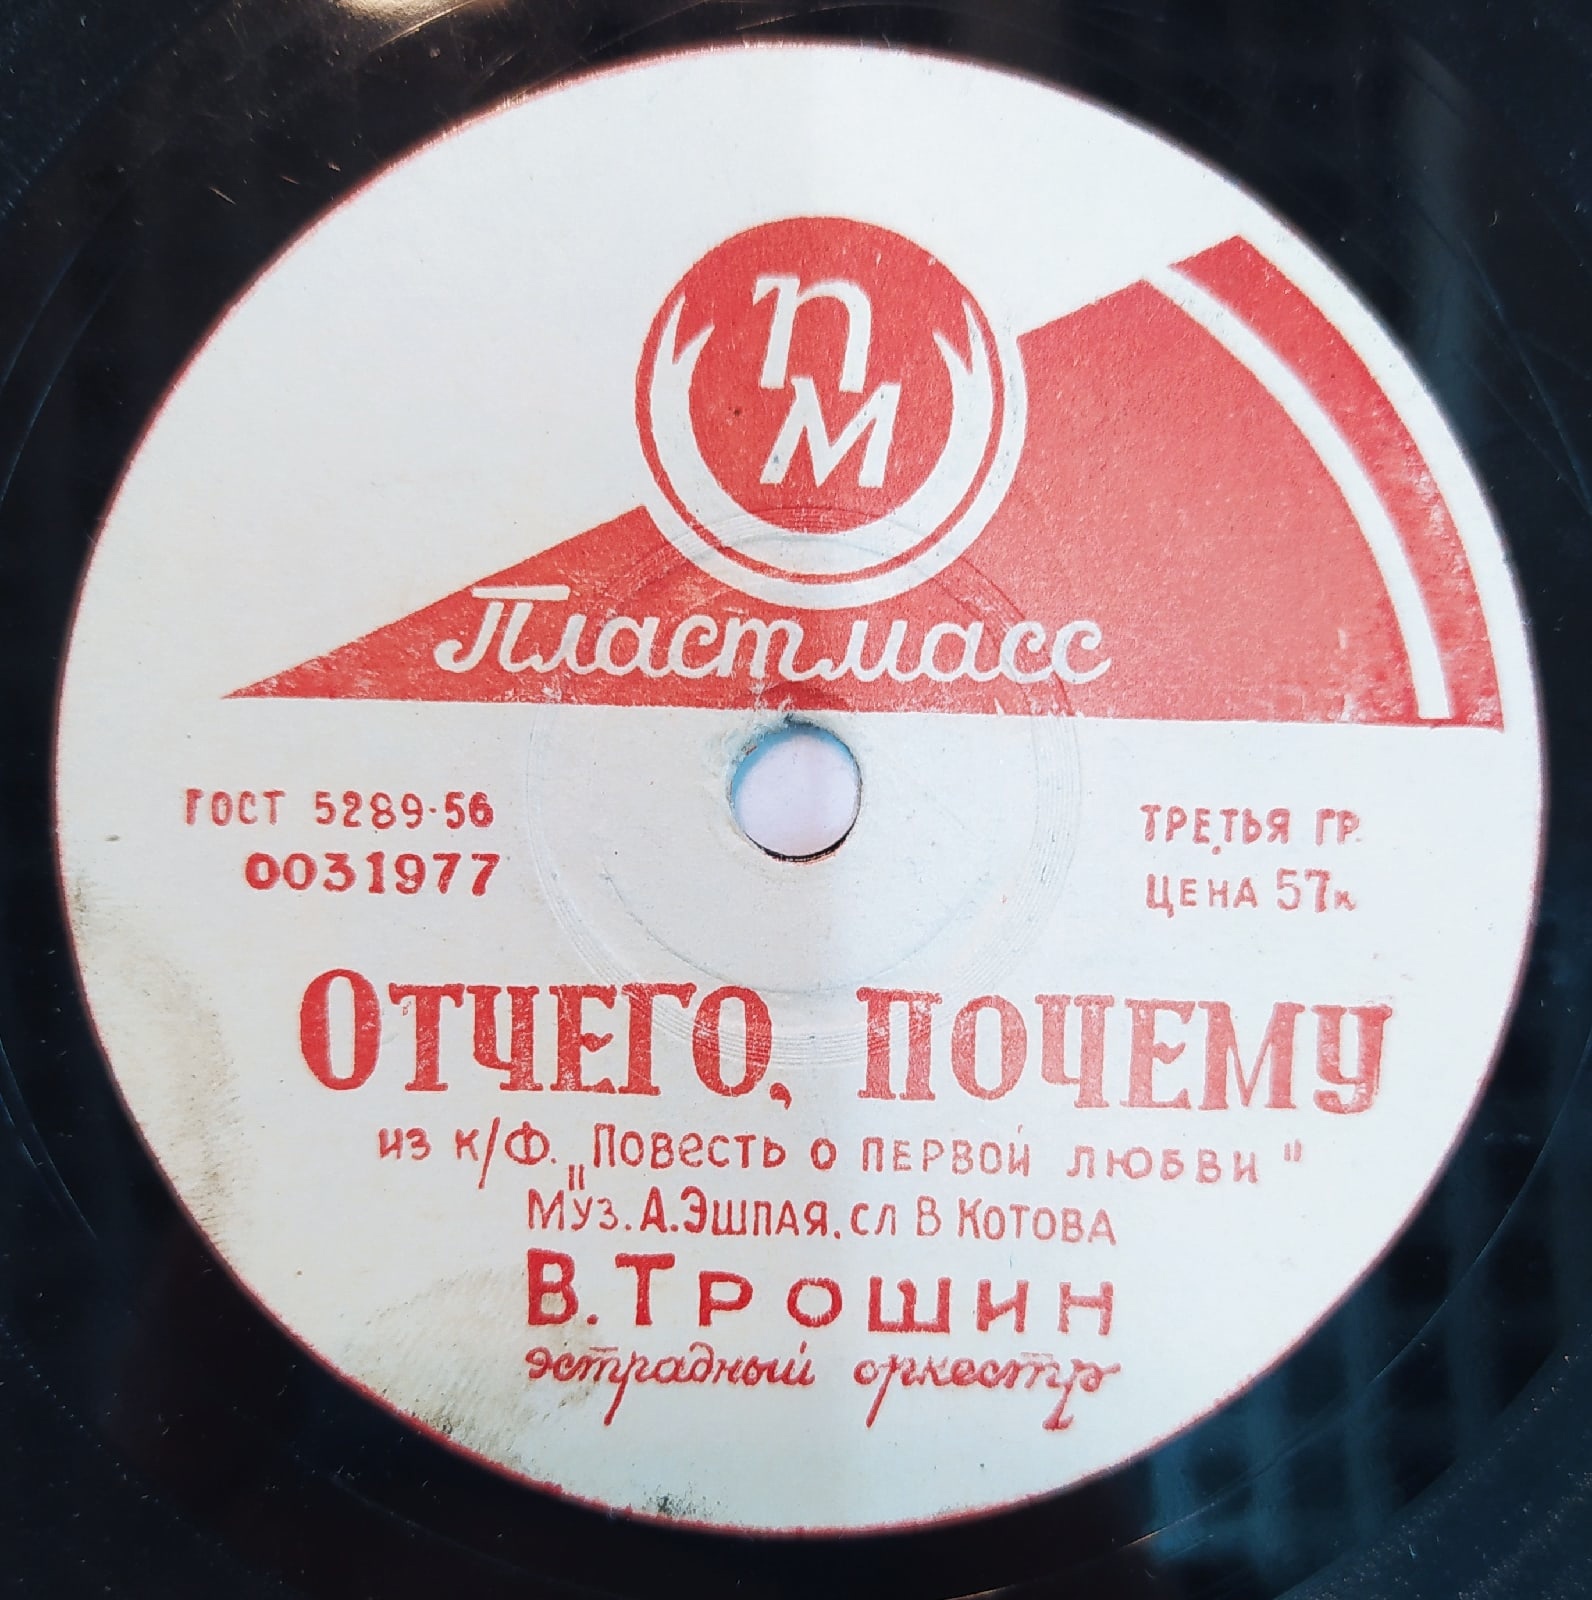 ПМ
Пластмасс
ГОСТ 5289-56
0031977
ТРЕТЬЯ ГР.
ЦЕНА 57к
ОТЧЕГО, ПОЧЕМУ
ИЗ К/Ф. „ПОВЕСТЬ О ПЕРВОЙ ЛЮБВИ"
МУЗ. А.ЭШПАЯ. СЛ В КОТОВА
В. ТРОШИН
эстрадный оркестр